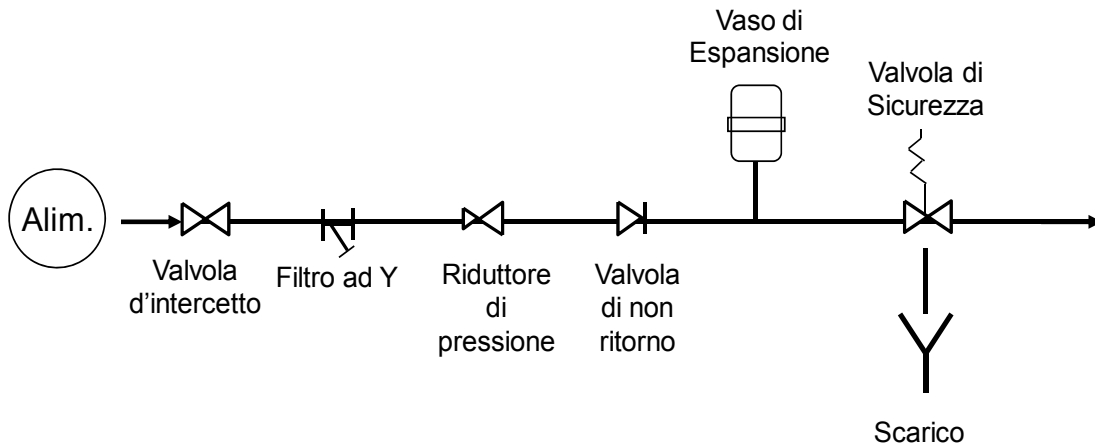 Vaso di
Espansione
Valvola di
Sicurezza
Alim.
Valvola
d'intercetto
Filtro ad Y
Riduttore
di
pressione
Valvola
di non
ritorno
Scarico